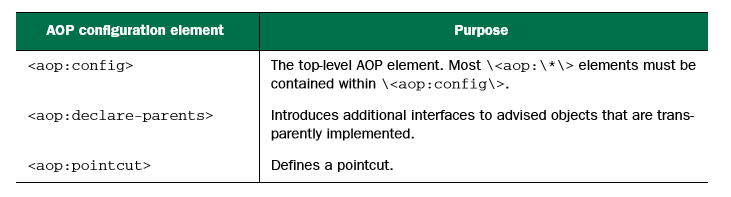 AOP configuration element Purpose
<aop:config> The top-level AOP element. Most \<aop:\*\> elements must be
contained within \<aop:config\>.
<aop:declare-parents> Introduces additional interfaces to advised objects that are trans-
parently implemented.
<aop:pointcut> Defines a pointcut.